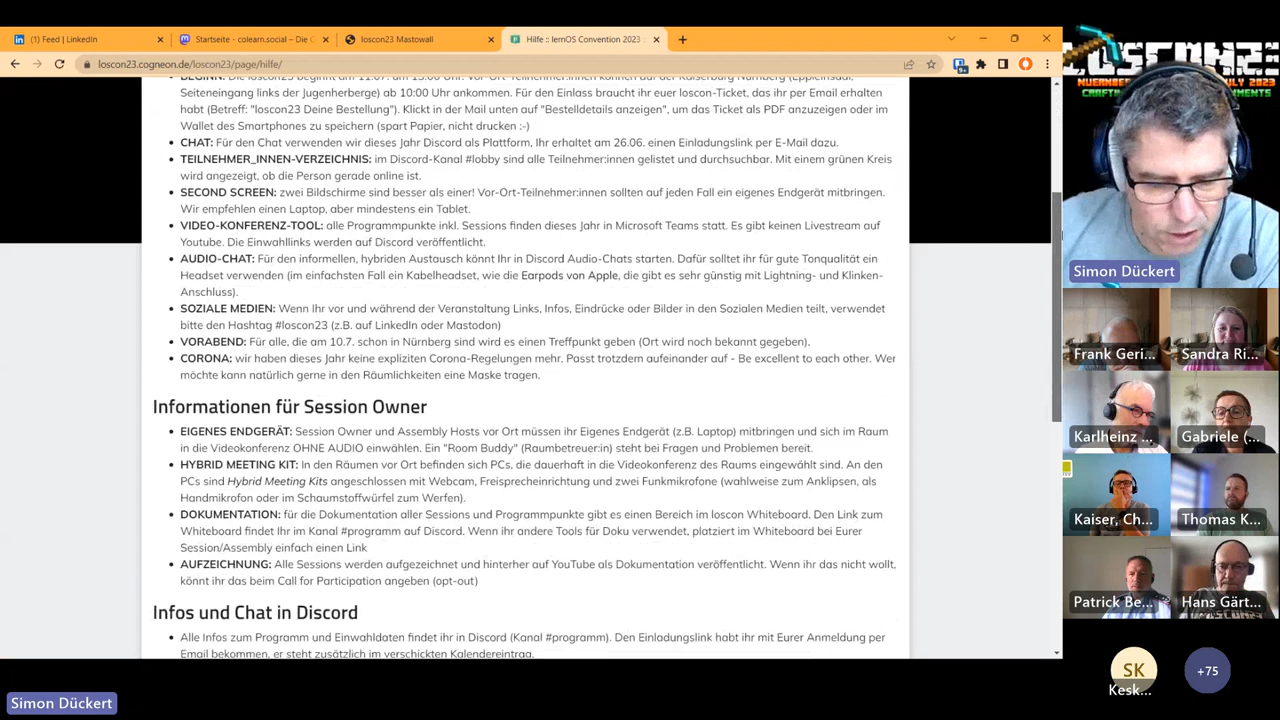 (1) Feed | LinkedIn
Startseite - colearn.social – Die C
loscon23 Mastowall
Hilfe :: lernOS Convention 2023
loscon23.cogneon.de/loscon23/page/hilfe/
BEGINN: Die loscon23 beginnt am 11.07. um 13:00 Uhr. Vor-Ort-Teilnehmer:innen können auf der Kaiserburg Nürnberg (Eppleinsaal,
Seiteneingang links der Jugenherberge) ab 10:00 Uhr ankommen. Für den Einlass braucht ihr euer loscon-Ticket, das ihr per Email erhalten
habt (Betreff: "loscon23 Deine Bestellung"). Klickt in der Mail unten auf "Bestelldetails anzeigen", um das Ticket als PDF anzuzeigen oder im
Wallet des Smartphones zu speichern (spart Papier, nicht drucken :-)
CHAT: Für den Chat verwenden wir dieses Jahr Discord als Plattform, Ihr erhaltet am 26.06. einen Einladungslink per E-Mail dazu.
TEILNEHMER_INNEN-VERZEICHNIS: im Discord-Kanal #lobby sind alle Teilnehmer:innen gelistet und durchsuchbar. Mit einem grünen Kreis
wird angezeigt, ob die Person gerade online ist.
SECOND SCREEN: zwei Bildschirme sind besser als einer! Vor-Ort-Teilnehmer:innen sollten auf jeden Fall ein eigenes Endgerät mitbringen.
Wir empfehlen einen Laptop, aber mindestens ein Tablet.
VIDEO-KONFERENZ-TOOL: alle Programmpunkte inkl. Sessions finden dieses Jahr in Microsoft Teams statt. Es gibt keinen Livestream auf
Youtube. Die Einwahllinks werden auf Discord veröffentlicht.
AUDIO-CHAT: Für den informellen, hybriden Austausch könnt Ihr in Discord Audio-Chats starten. Dafür solltet ihr für gute Tonqualität ein
Headset verwenden (im einfachsten Fall ein Kabelheadset, wie die Earpods von Apple, die gibt es sehr günstig mit Lightning- und Klinken-
Anschluss).
SOZIALE MEDIEN: Wenn Ihr vor und während der Veranstaltung Links, Infos, Eindrücke oder Bilder in den Sozialen Medien teilt, verwendet
bitte den Hashtag #loscon23 (z.B. auf LinkedIn oder Mastodon)
VORABEND: Für alle, die am 10.7. schon in Nürnberg sind wird es einen Treffpunkt geben (Ort wird noch bekannt gegeben).
CORONA: wir haben dieses Jahr keine expliziten Corona-Regelungen mehr. Passt trotzdem aufeinander auf - Be excellent to each other. Wer
möchte kann natürlich gerne in den Räumlichkeiten eine Maske tragen.
Informationen für Session Owner
EIGENES ENDGERÄT: Session Owner und Assembly Hosts vor Ort müssen ihr Eigenes Endgerät (z.B. Laptop) mitbringen und sich im Raum
in die Videokonferenz OHNE AUDIO einwählen. Ein "Room Buddy" (Raumbetreuer:in) steht bei Fragen und Problemen bereit.
HYBRID MEETING KIT: In den Räumen vor Ort befinden sich PCs, die dauerhaft in die Videokonferenz des Raums eingewählt sind. An den
PCs sind Hybrid Meeting Kits angeschlossen mit Webcam, Freisprecheinrichtung und zwei Funkmikrofone (wahlweise zum Anklipsen, als
Handmikrofon oder im Schaumstoffwürfel zum Werfen).
DOKUMENTATION: für die Dokumentation aller Sessions und Programmpunkte gibt es einen Bereich im loscon Whiteboard. Den Link zum
Whiteboard findet Ihr im Kanal #programm auf Discord. Wenn ihr andere Tools für Doku verwendet, platziert im Whiteboard bei Eurer
Session/Assembly einfach einen Link
AUFZEICHNUNG: Alle Sessions werden aufgezeichnet und hinterher auf YouTube als Dokumentation veröffentlicht. Wenn ihr das nicht wollt,
könnt ihr das beim Call for Participation angeben (opt-out)
Infos und Chat in Discord
Alle Infos zum Programm und Einwahldaten findet ihr in Discord (Kanal #programm). Den Einladungslink habt ihr mit Eurer Anmeldung per
Email bekommen, er steht zusätzlich im verschickten Kalendereintrag.
Simon Dückert
Frank Geri...
Sandra Ri...
Karlheinz ...
Gabriele (...
Kaiser, Ch...
Thomas K...
Patrick Be...
Hans Gärt...
SK
Kesk...
+75
Simon Dückert